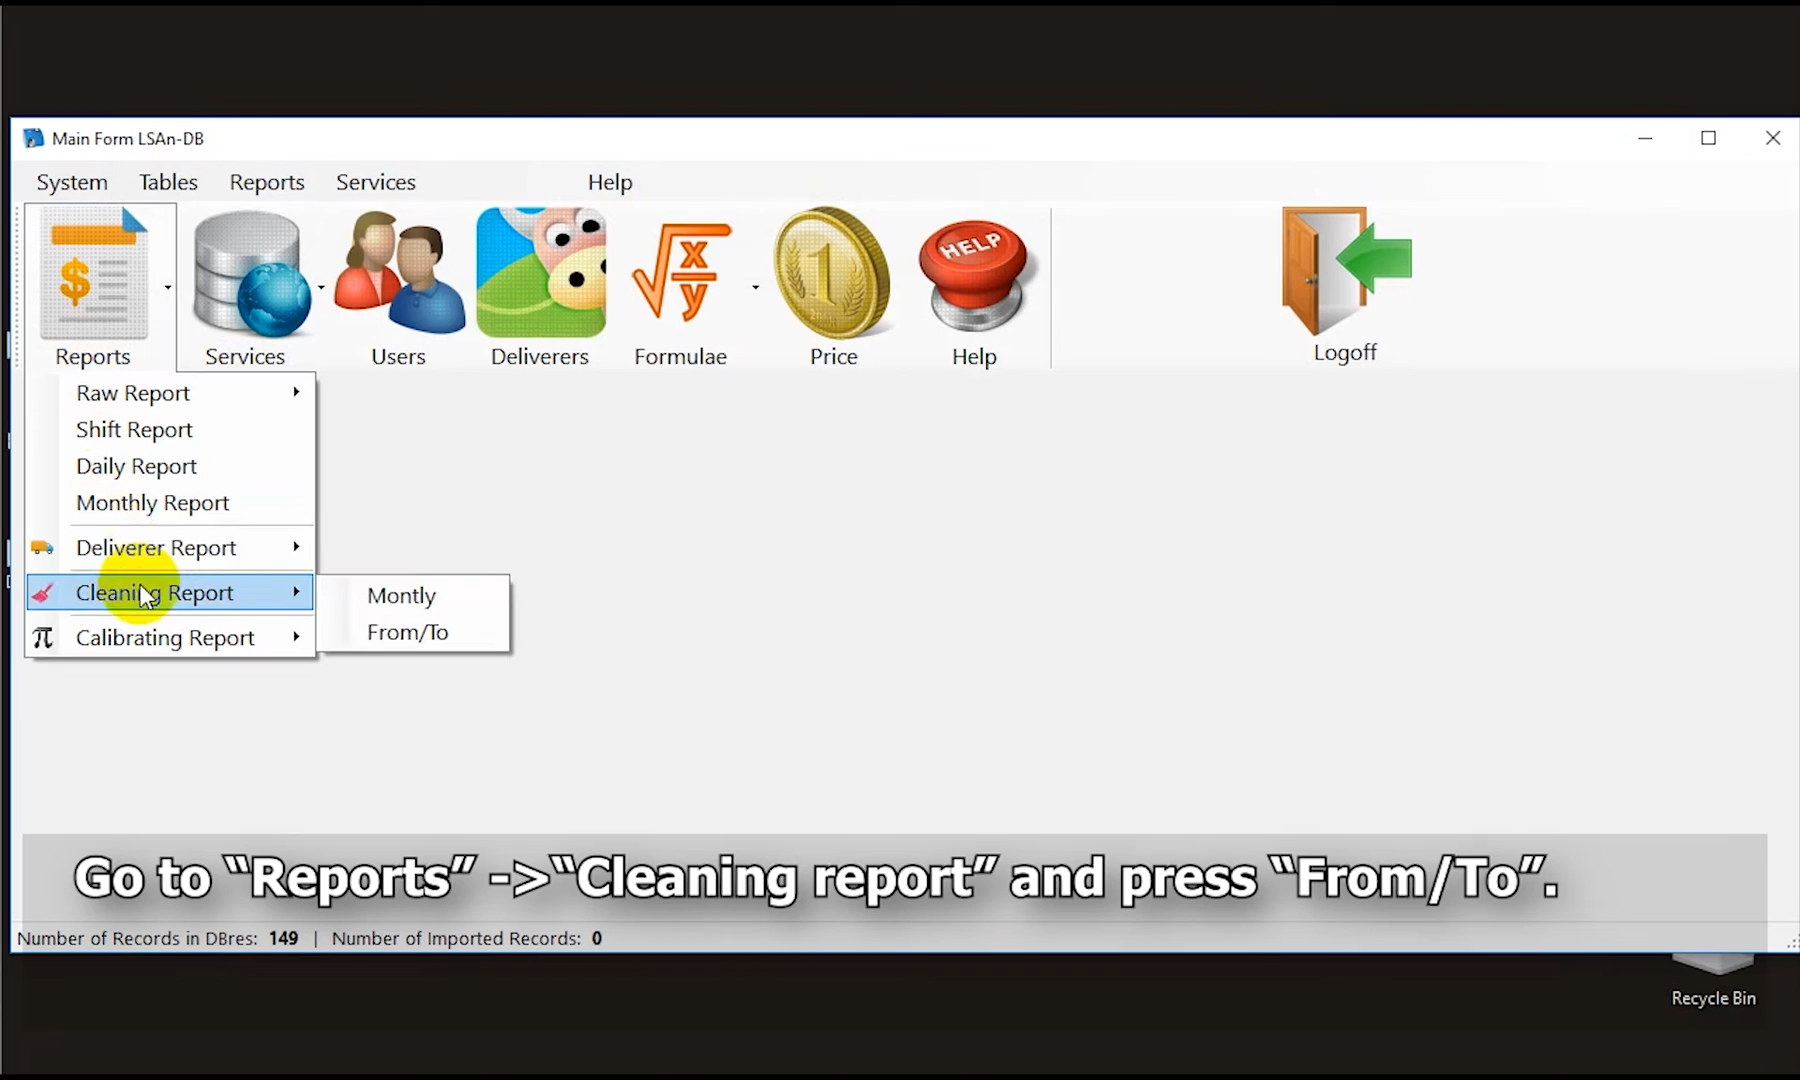 Main Form LSAn-DB
System Tables Reports Services Help
HELP
1
Reports Services Users Deliverers Formulae Price Help Logoff
Raw Report
Shift Report
Daily Report
Monthly Report
Deliverer Report
Cleaning Report
Montly
From/To
Calibrating Report
Go to “Reports” ->“Cleaning report” and press “From/To”.
Number of Records in DBres: 149 | Number of Imported Records: 0
Recycle Bin